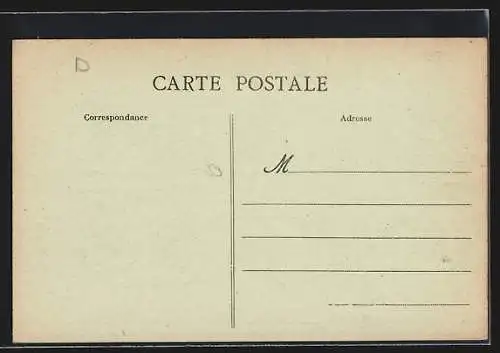 D
CARTE POSTALE
Correspondance
Adresse
M